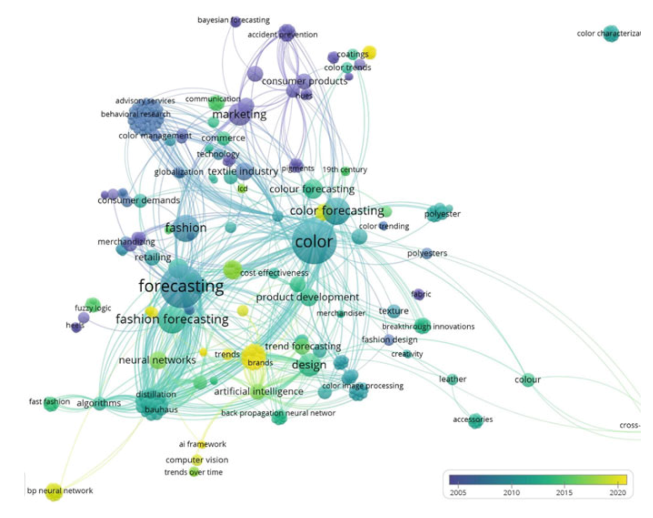 bayesian forecasting
accident prevention
color characterizat
coatings
color trends
consumer products
hues
advisory services
communication
behavioral research
marketing
color management
commerce
technology
globalization
textile industry
pigments
19th century
lcd
colour forecasting
consumer demands
color forecasting
polyester
fashion
color trending
merchandizing
color
retailing
polyesters
cost effectiveness
forecasting
product development
fabric
fuzzy logic
merchandiser
texture
fashion forecasting
breakthrough innovations
fashion design
trend forecasting
creativity
neural networks
trends
brands
design
leather
colour
color image processing
artificial intelligence
distillation
fast fashion
algorithms
bauhaus
back propagation neural networ
accessories
cross-
ai framework
computer vision
trends over time
bp neural network
2005 2010 2015 2020